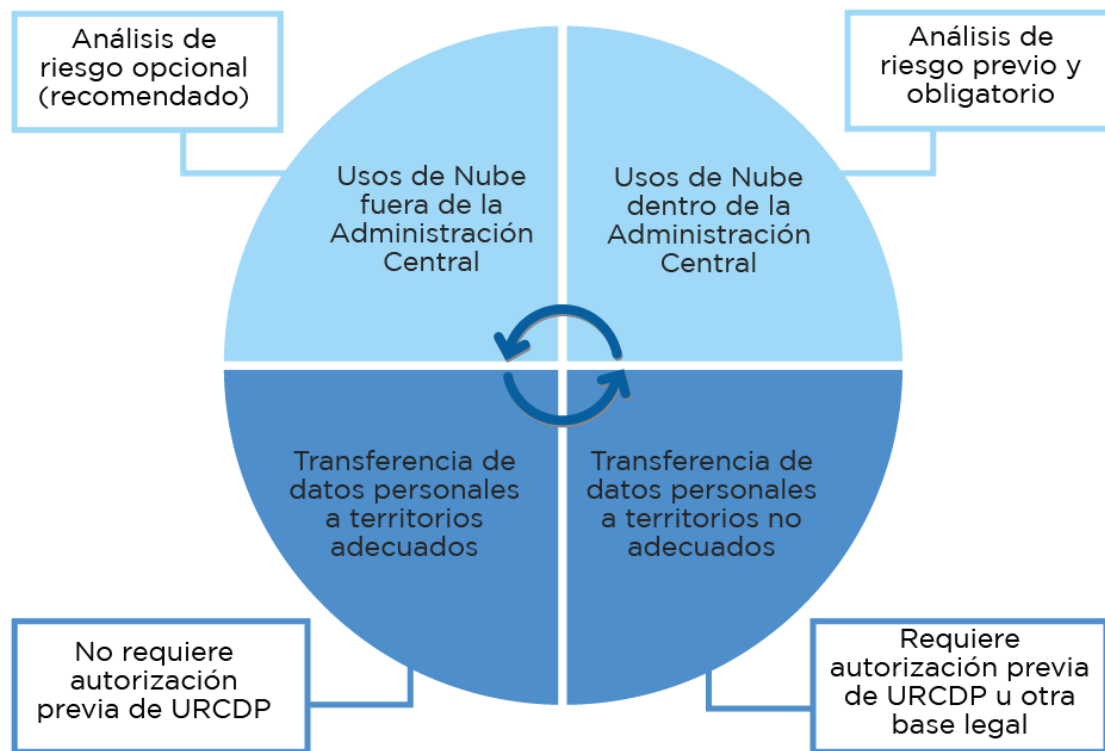 Análisis de
riesgo opcional
(recomendado)
Análisis de
riesgo previo y
obligatorio
Usos de Nube
fuera de la
Administración
Central
Usos de Nube
dentro de la
Administración
Central
Transferencia de
datos personales
a territorios
adecuados
Transferencia de
datos personales
a territorios no
adecuados
No requiere
autorización
previa de URCDP
Requiere
autorización previa
de URCDP u otra
base legal